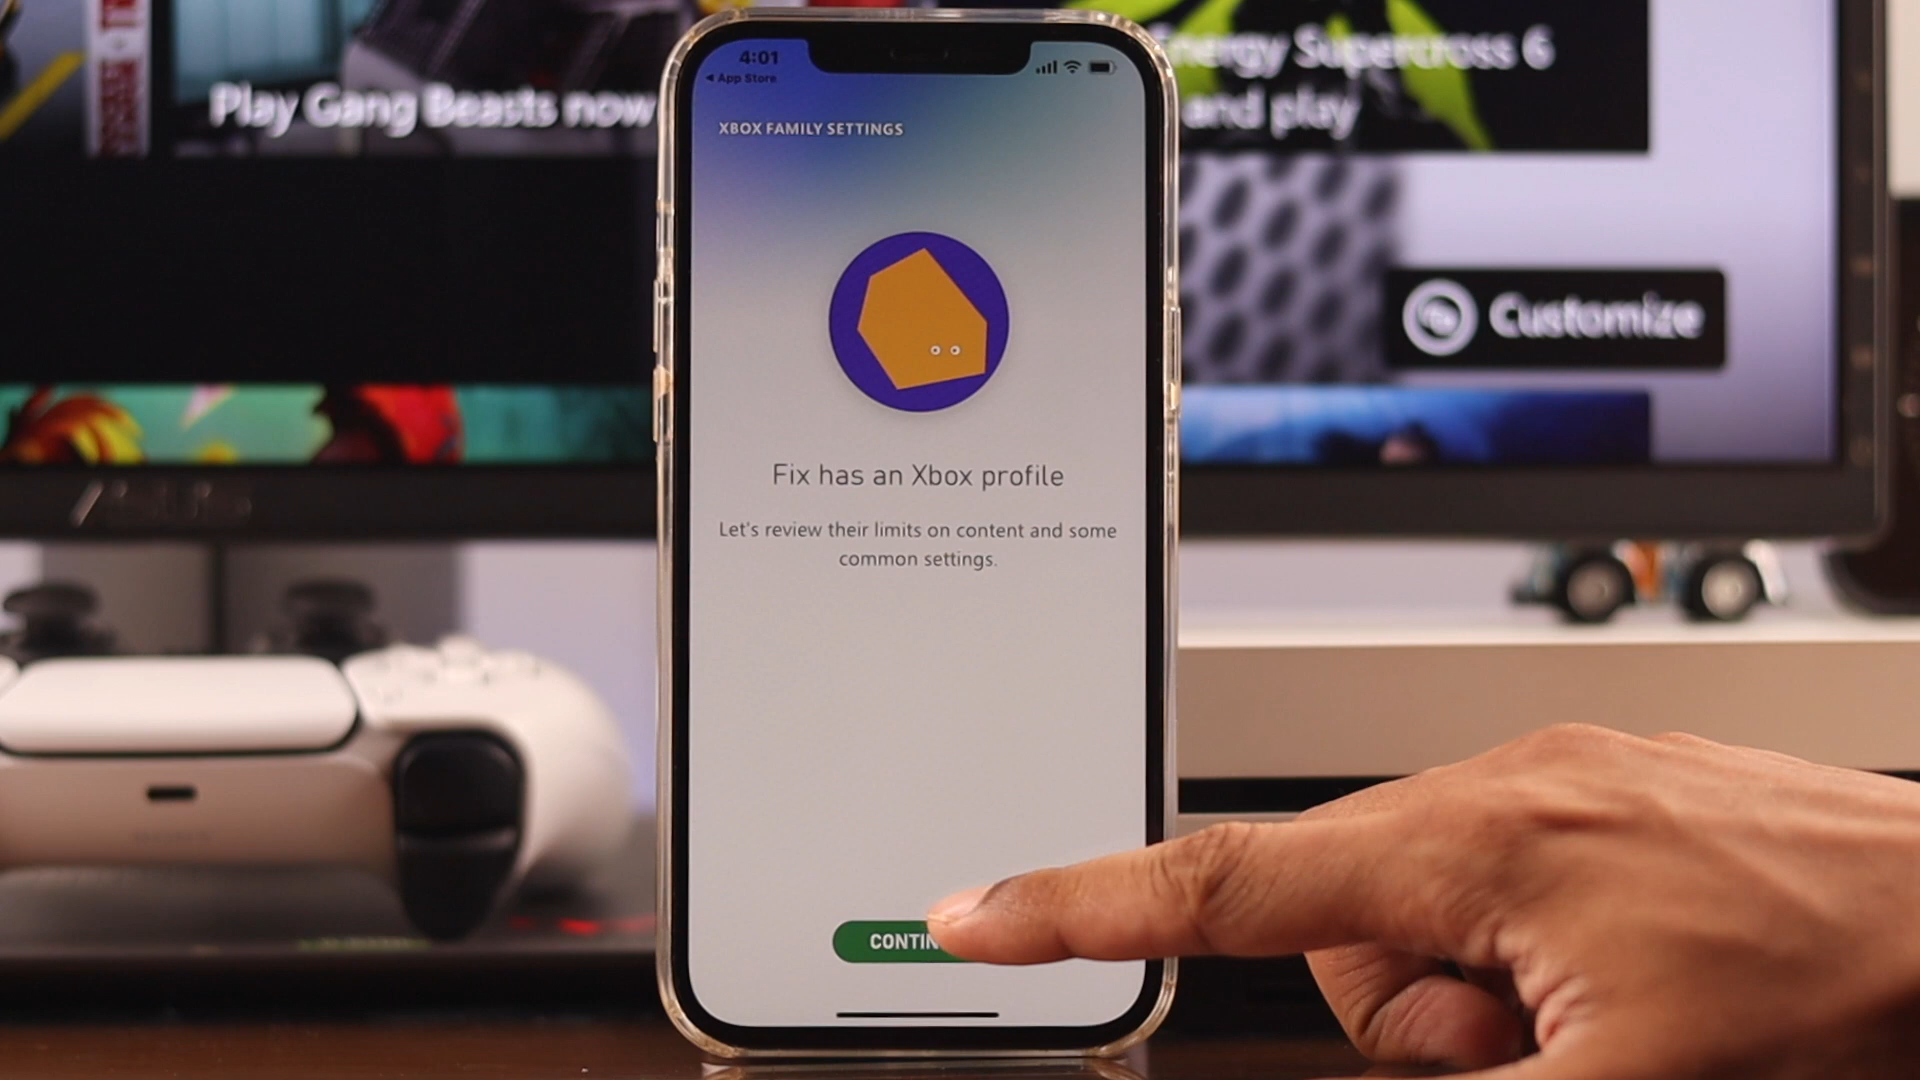 Play Gang Beasts now
Energy Supercross 6
and play
Customize
4:01
App Store
XBOX FAMILY SETTINGS
Fix has an Xbox profile
Let's review their limits on content and some
common settings.
CONTIN